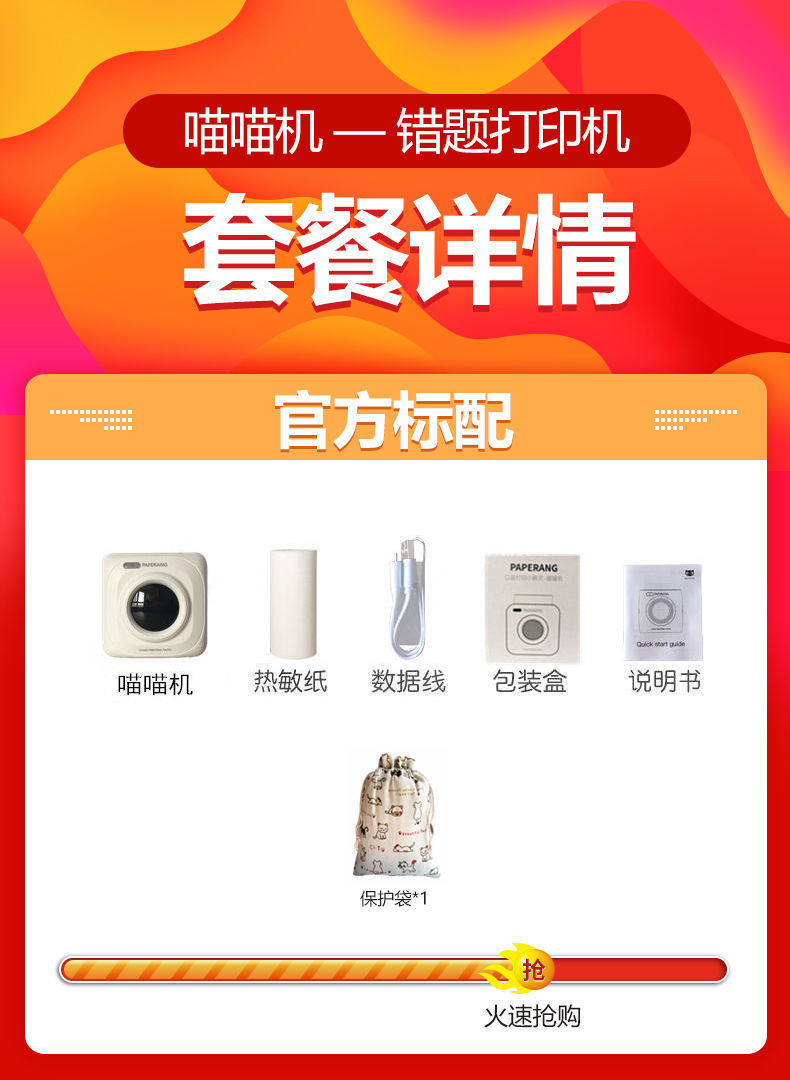 喵喵机 — 错题打印机
套餐详情
官方标配
PAPERANG
PAPERANG
PAPERANG
Quick start guide
喵喵机
热敏纸
数据线
包装盒
说明书
保护袋*1
抢
火速抢购